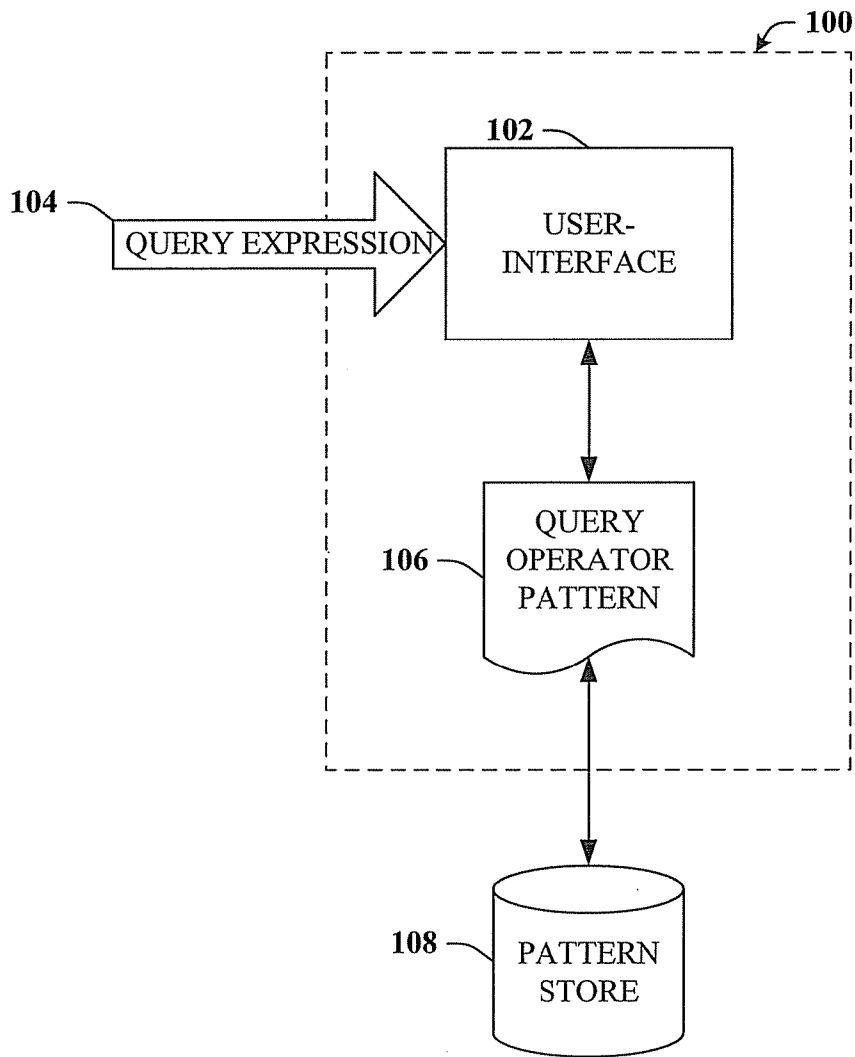 100
102
104
QUERY EXPRESSION
USER-
INTERFACE
106
QUERY
OPERATOR
PATTERN
108
PATTERN
STORE